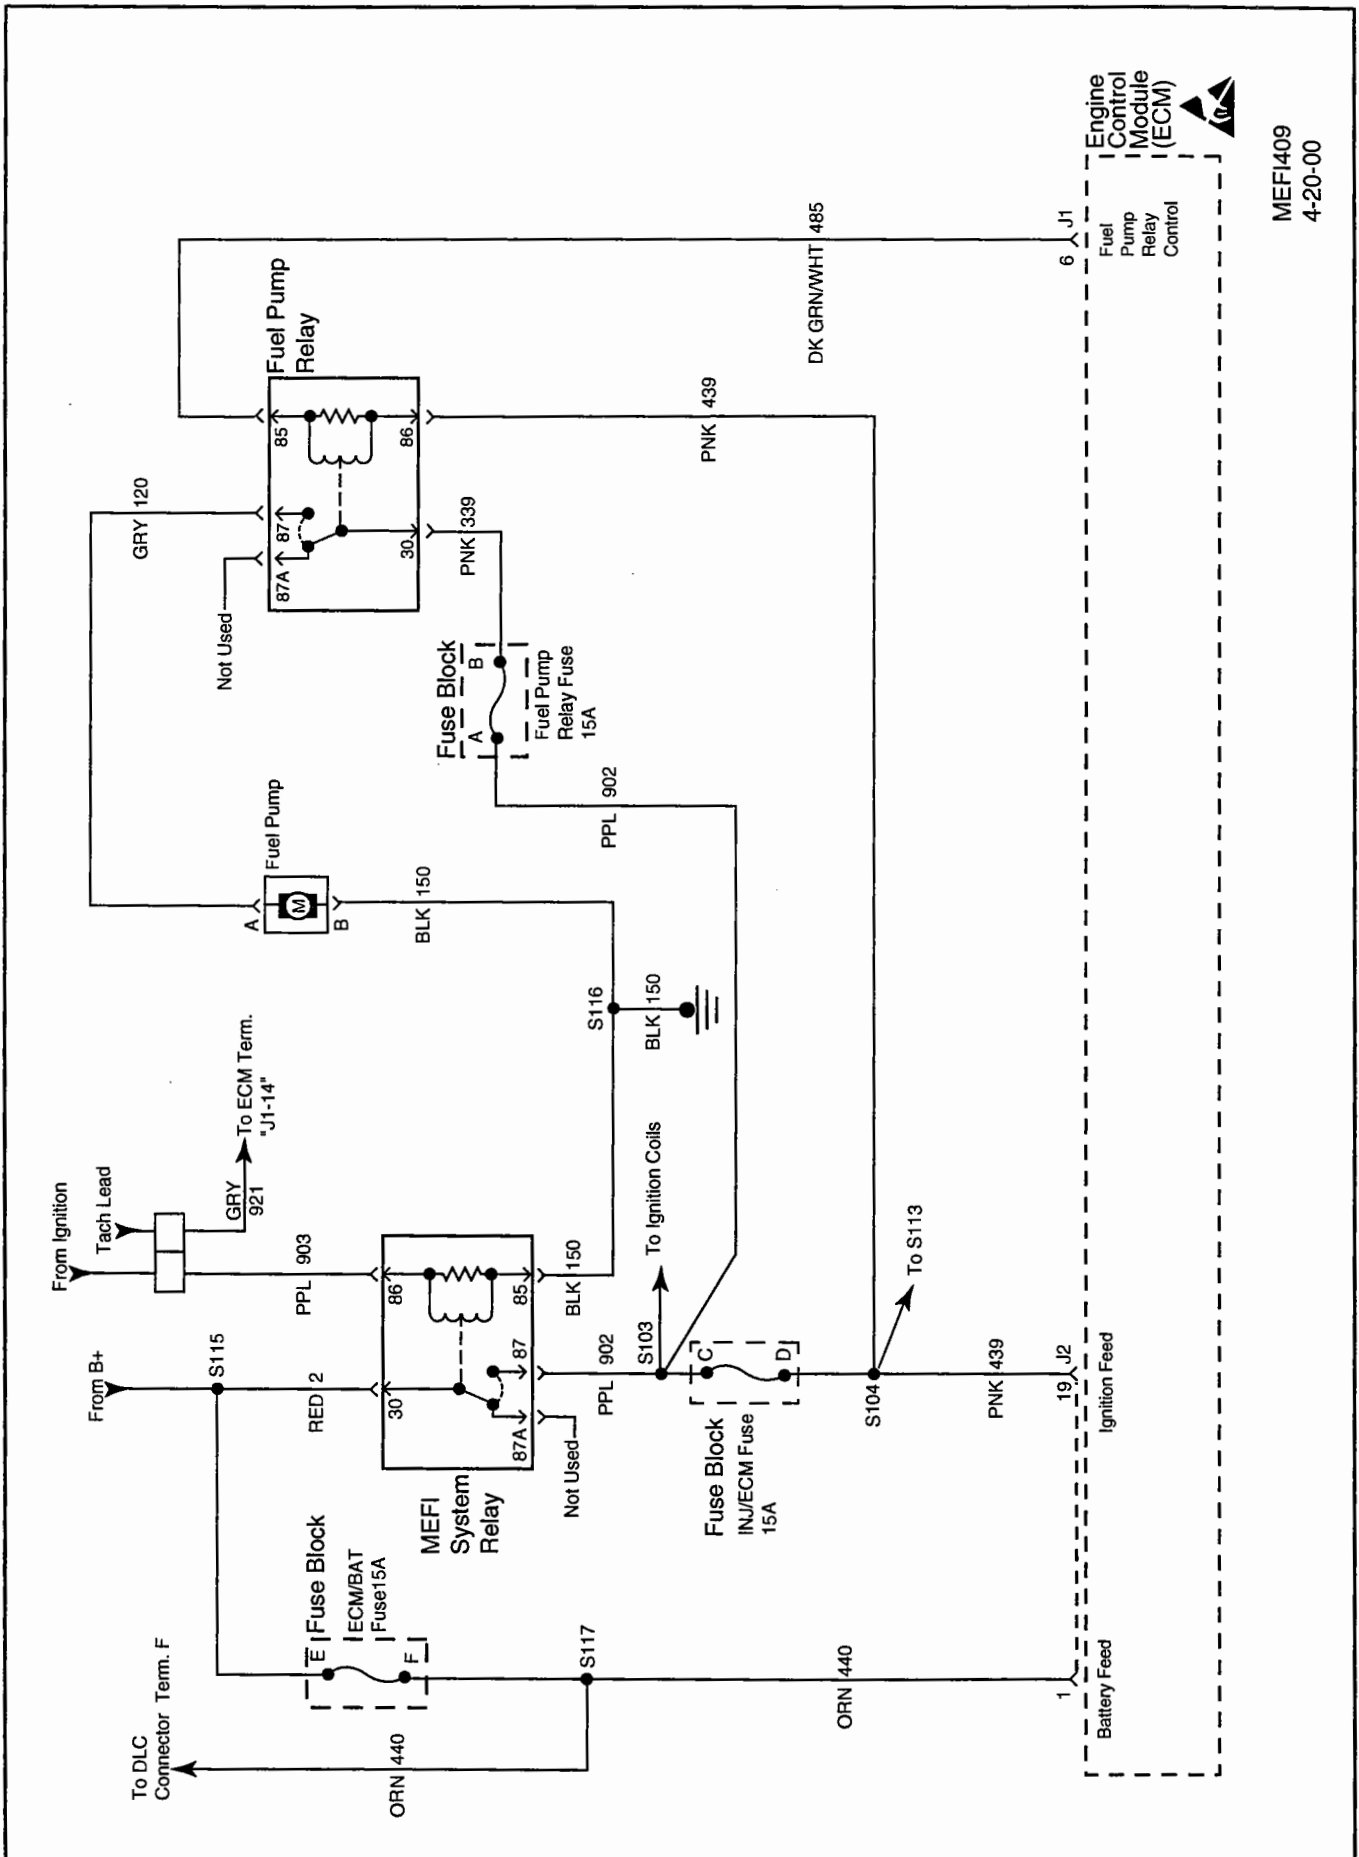 To DLC
Connector Term. F
ORN 440
From B+
S115
Fuse Block
E
F
ECM/BAT
Fuse15A
S117
ORN 440
1
Battery Feed
RED 2
From Ignition
Tach Lead
PPL 903
GRY
921
To ECM Term.
"J1-14"
MEFI
System
Relay
30
86
87A
87
85
Not Used
PPL 902
BLK 150
S103
To Ignition Coils
Fuse Block
INJ/ECM Fuse
15A
C
D
S104
To S113
PNK 439
19
J2
Ignition Feed
S116
BLK 150
BLK 150
A
B
Fuel Pump
M
GRY 120
PPL 902
Fuse Block
A
B
Fuel Pump
Relay Fuse
15A
PNK 339
Not Used
87A
87
85
30
86
Fuel Pump
Relay
PNK 439
DK GRN/WHT 485
6
J1
Fuel
Pump
Relay
Control
Engine
Control
Module
(ECM)
MEFI409
4-20-00